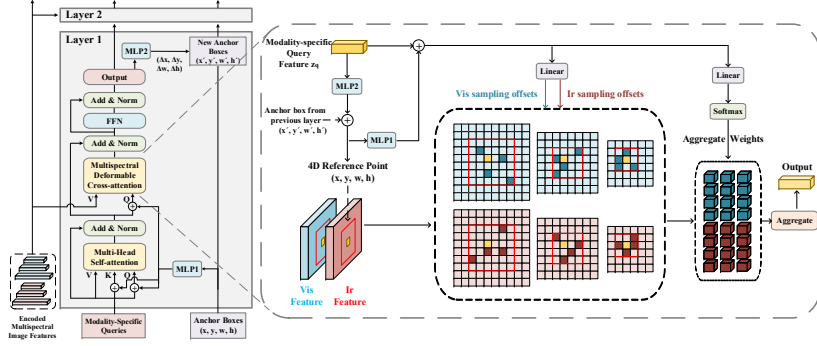 Layer 2
Layer 1
MLP2
(Δx, Δy,
Δw, Δh)
New Anchor
Boxes
(x´, y´, w´, h´)
Output
Add & Norm
FFN
Add & Norm
Multispectral
Deformable
Cross-attention
V
Q
Add & Norm
Multi-Head
Self-attention
V
K
Q
MLP1
Encoded
Multispectral
Image Features
Modality-Specific
Queries
Anchor Boxes
(x, y, w, h)
Modality-specific
Query
Feature zq
MLP2
Anchor box from
previous layer
(x´, y´, w´, h´)
MLP1
4D Reference Point
(x, y, w, h)
Vis
Feature
Ir
Feature
Linear
Vis sampling offsets
Ir sampling offsets
Linear
Softmax
Aggregate Weights
Output
Aggregate